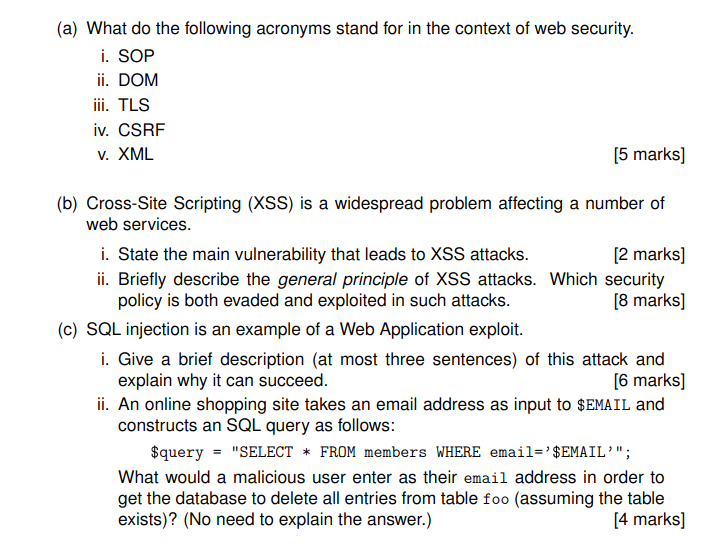 (a) What do the following acronyms stand for in the context of web security.
i. SOP
ii. DOM
iii. TLS
iv. CSRF
v. XML [5 marks]
(b) Cross-Site Scripting (XSS) is a widespread problem affecting a number of
web services.
i. State the main vulnerability that leads to XSS attacks. [2 marks]
ii. Briefly describe the general principle of XSS attacks. Which security
policy is both evaded and exploited in such attacks. [8 marks]
(c) SQL injection is an example of a Web Application exploit.
i. Give a brief description (at most three sentences) of this attack and
explain why it can succeed. [6 marks]
ii. An online shopping site takes an email address as input to $EMAIL and
constructs an SQL query as follows:
$query = "SELECT * FROM members WHERE email=’$EMAIL’";
What would a malicious user enter as their email address in order to
get the database to delete all entries from table foo (assuming the table
exists)? (No need to explain the answer.) [4 marks]